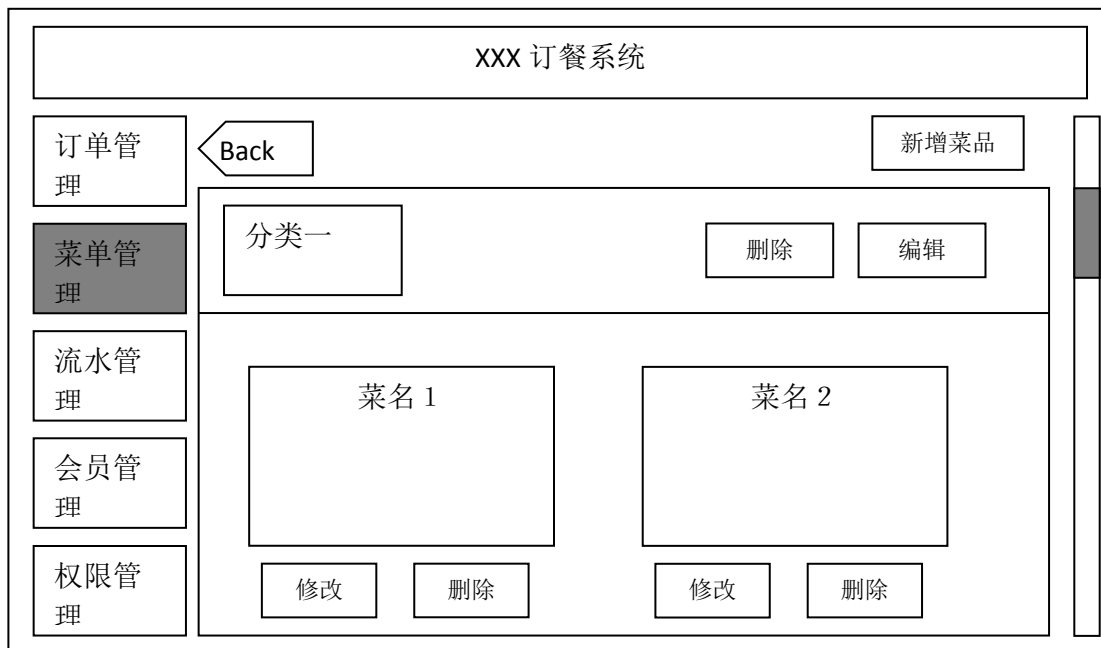 XXX 订餐系统
订单管
理
Back
新增菜品
菜单管
理
分类一
删除
编辑
流水管
理
菜名 1
菜名 2
会员管
理
权限管
理
修改
删除
修改
删除